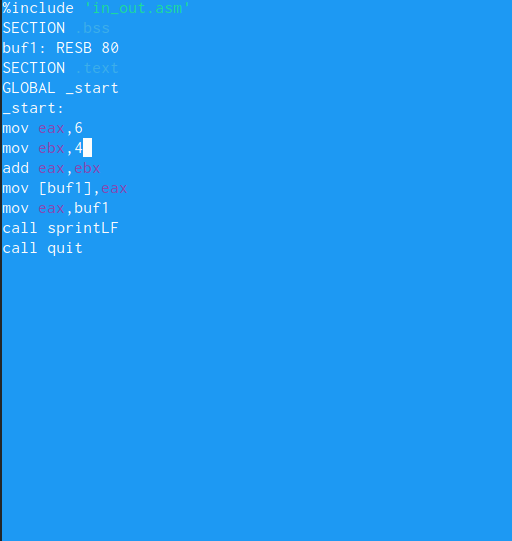 %include 'in_out.asm'
SECTION .bss
buf1: RESB 80
SECTION .text
GLOBAL _start
_start:
mov eax,6
mov ebx,4
add eax,ebx
mov [buf1],eax
mov eax,buf1
call sprintLF
call quit